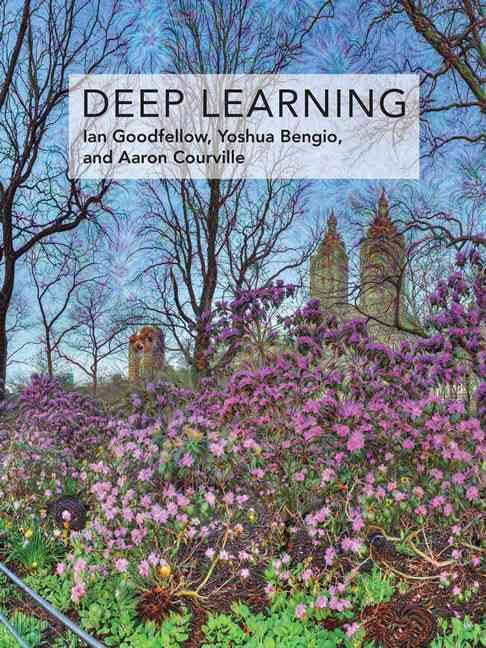 DEEP LEARNING
Ian Goodfellow, Yoshua Bengio,
and Aaron Courville